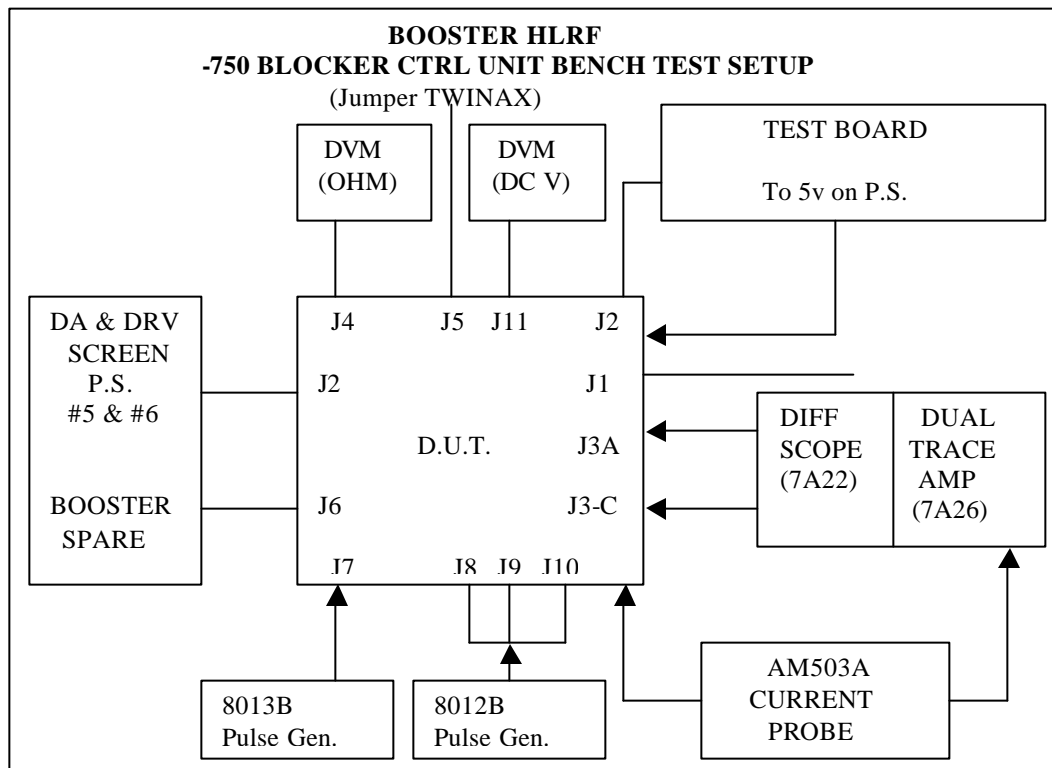 BOOSTER HLRF
-750 BLOCKER CTRL UNIT BENCH TEST SETUP
(Jumper TWINAX)
DVM
(OHM)
DVM
(DC V)
TEST BOARD
To 5v on P.S.
DA & DRV
SCREEN
P.S.
#5 & #6
BOOSTER
SPARE
J4
J5
J11
J2
J2
J1
D.U.T.
J3A
J6
J3-C
J7
J8
J9
J10
DIFF
SCOPE
(7A22)
DUAL
TRACE
AMP
(7A26)
8013B
Pulse Gen.
8012B
Pulse Gen.
AM503A
CURRENT
PROBE